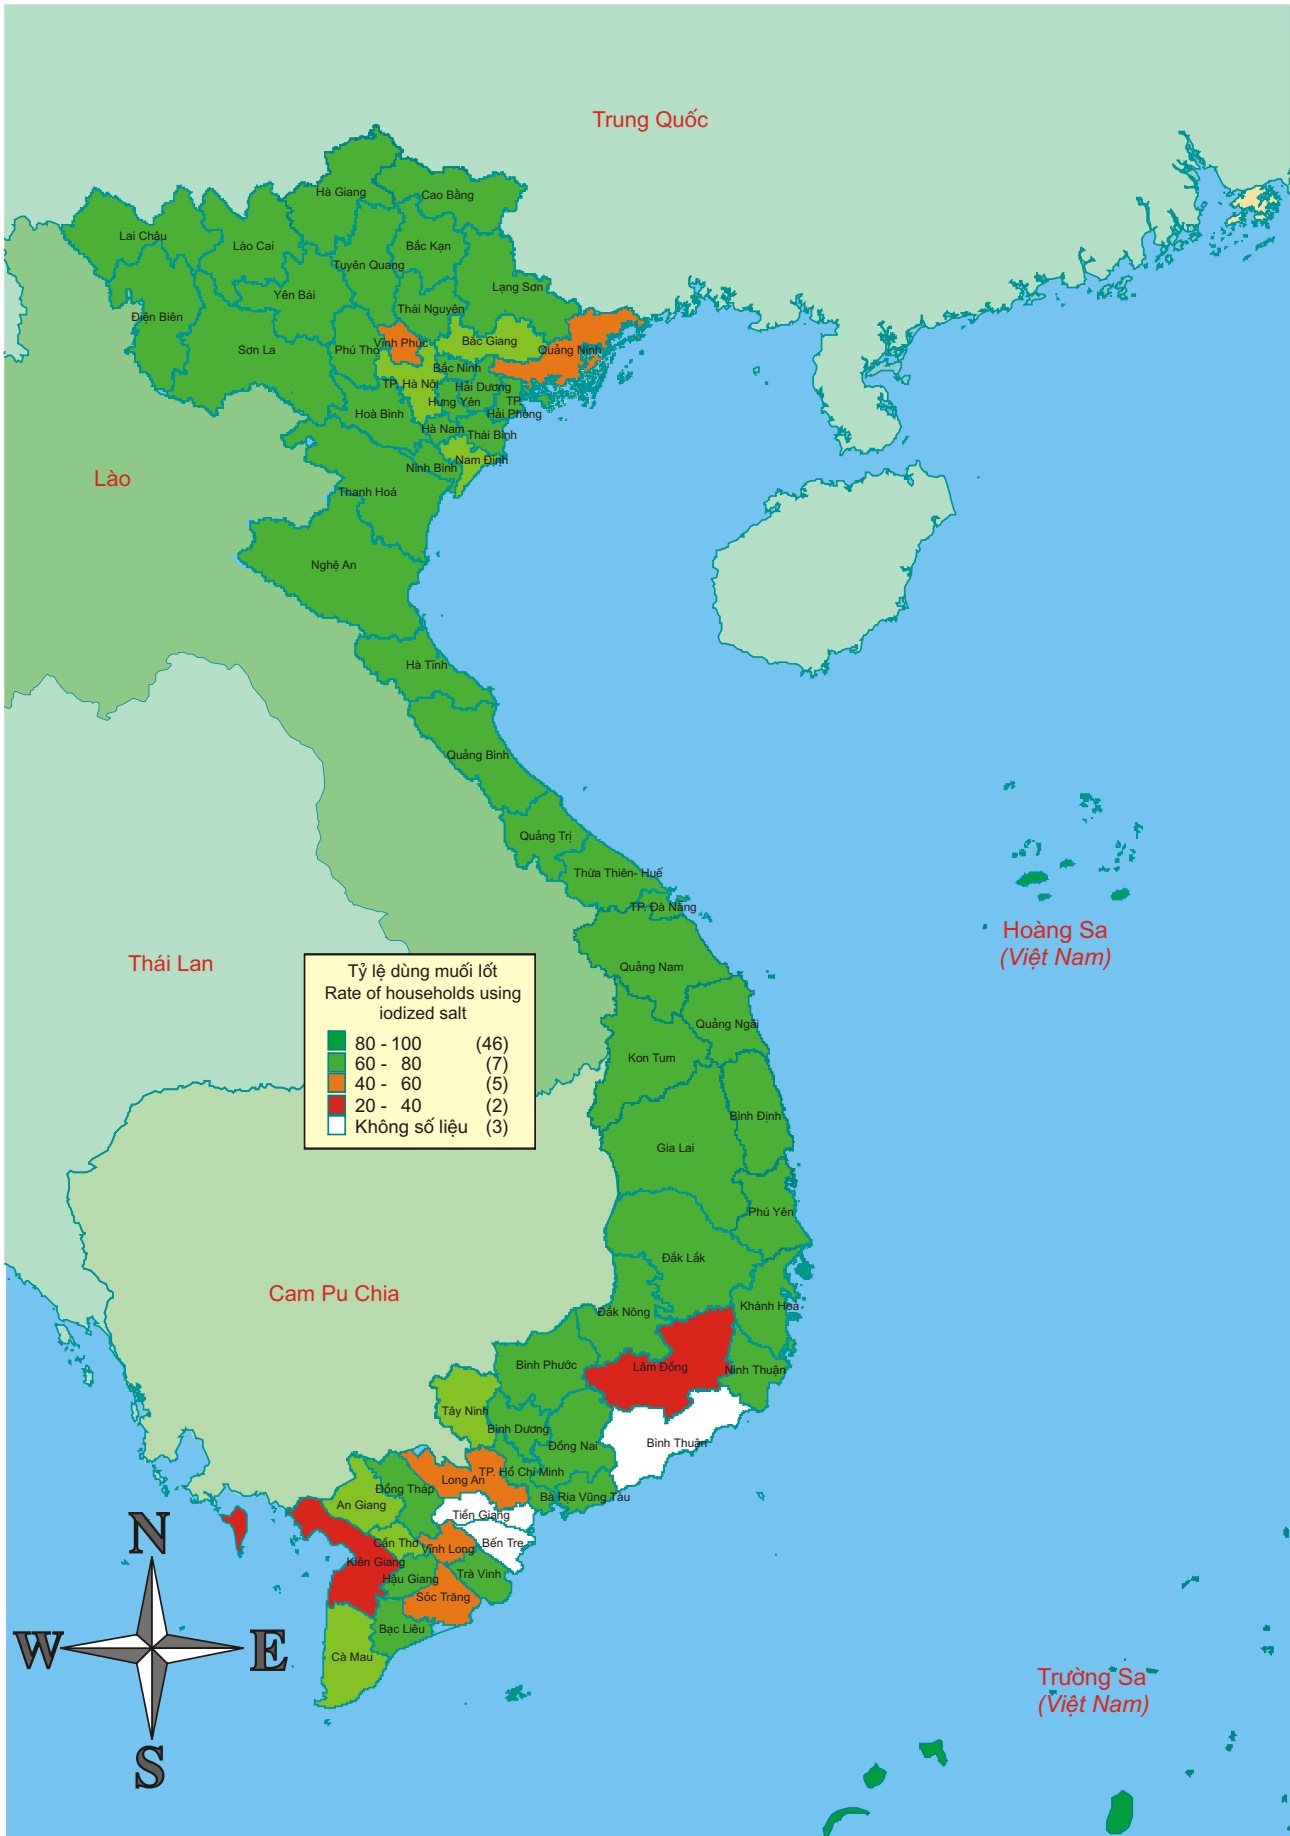 Trung Quốc
Hà Giang
Cao Bằng
Lai Châu
Lào Cai
Bắc Kạn
Tuyên Quang
Lạng Sơn
Yên Bái
Thái Nguyên
Điện Biên
Sơn La
Phú Thọ
Vĩnh Phúc
Bắc Giang
Quảng Ninh
Bắc Ninh
TP. Hà Nội
Hải Dương
Hưng Yên
TP.
Hải Phòng
Hoà Bình
Hà Nam
Thái Bình
Nam Định
Ninh Bình
Lào
Thanh Hoá
Nghệ An
Hà Tĩnh
Quảng Bình
Quảng Trị
Thừa Thiên- Huế
TP. Đà Nẵng
Hoàng Sa
(Việt Nam)
Thái Lan
Quảng Nam
Tỷ lệ dùng muối Iốt
Rate of households using
iodized salt
80 - 100 (46)
60 - 80 (7)
40 - 60 (5)
20 - 40 (2)
Không số liệu (3)
Quảng Ngãi
Kon Tum
Bình Định
Gia Lai
Phú Yên
Đắk Lắk
Cam Pu Chia
Đắk Nông
Khánh Hoà
Bình Phước
Lâm Đồng
Ninh Thuận
Tây Ninh
Bình Dương
Đồng Nai
Bình Thuận
TP. Hồ Chí Minh
Long An
Đồng Tháp
Bà Rịa Vũng Tàu
An Giang
Tiền Giang
Cần Thơ
Vĩnh Long
Bến Tre
Kiên Giang
Hậu Giang
Trà Vinh
Sóc Trăng
Bạc Liêu
Cà Mau
N
W
E
S
Trường Sa
(Việt Nam)